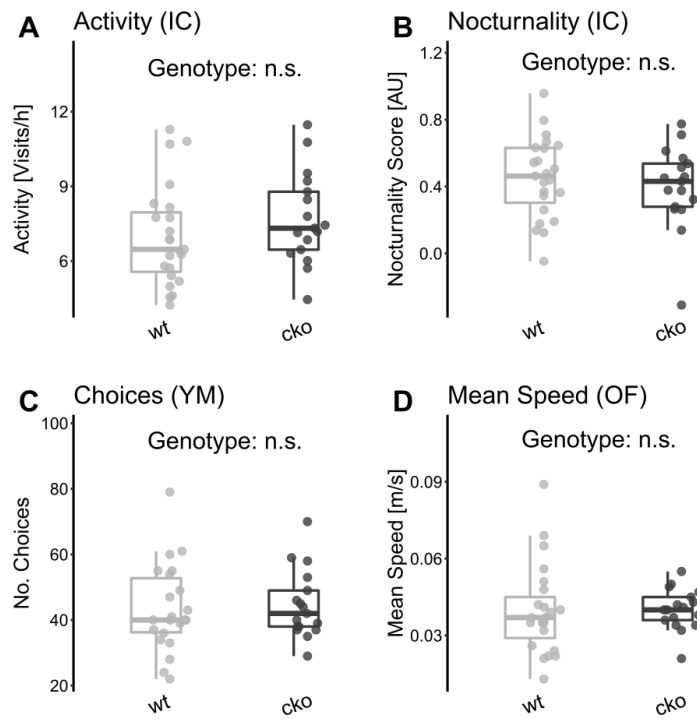 A Activity (IC)
Genotype: n.s.
Activity [Visits/h]
12
9
6
wt
cko
B Nocturnality (IC)
Genotype: n.s.
Nocturnality Score [AU]
1.2
0.8
0.4
0.0
wt
cko
C Choices (YM)
Genotype: n.s.
No. Choices
100
80
60
40
20
wt
cko
D Mean Speed (OF)
Genotype: n.s.
Mean Speed [m/s]
0.09
0.06
0.03
wt
cko